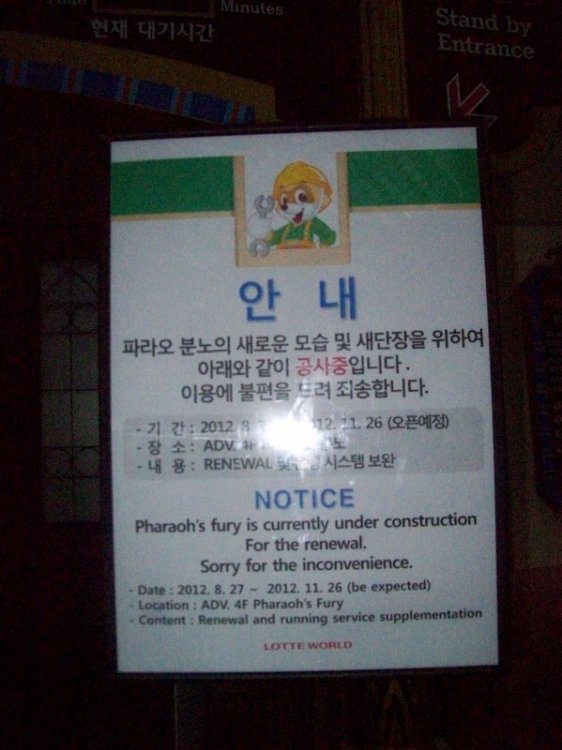 Minutes
현재 대기시간
Stand by
Entrance
안 내
파라오 분노의 새로운 모습 및 새단장을 위하여
아래와 같이 공사중입니다.
이용에 불편을 드려 죄송합니다.
- 기 간 : 2012. 8. 2012. 11. 26 (오픈예정)
- 장 소 : ADV. 4F
- 내 용 : RENEWAL 및 시스템 보완
NOTICE
Pharaoh's fury is currently under construction
For the renewal.
Sorry for the inconvenience.
- Date : 2012. 8. 27 ~ 2012. 11. 26 (be expected)
- Location : ADV. 4F Pharaoh's Fury
- Content : Renewal and running service supplementation
LOTTE WORLD